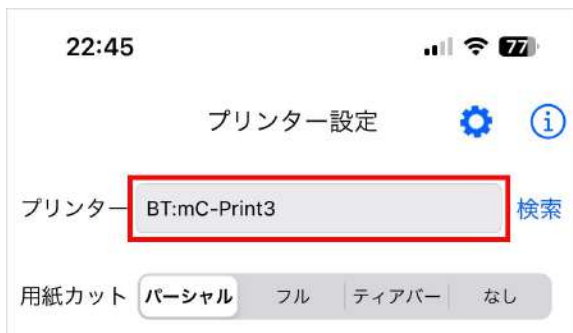 22:45 77
プリンター設定
プリンター BT:mC-Print3 検索
用紙カット パーシャル フル ティアバー なし